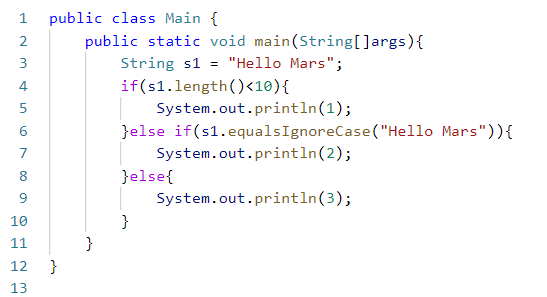 1 public class Main {
2 public static void main(String[]args){
3 String s1 = "Hello Mars";
4 if(s1.length()<10){
5 System.out.println(1);
6 }else if(s1.equalsIgnoreCase("Hello Mars")){
7 System.out.println(2);
8 }else{
9 System.out.println(3);
10 }
11 }
12 }
13